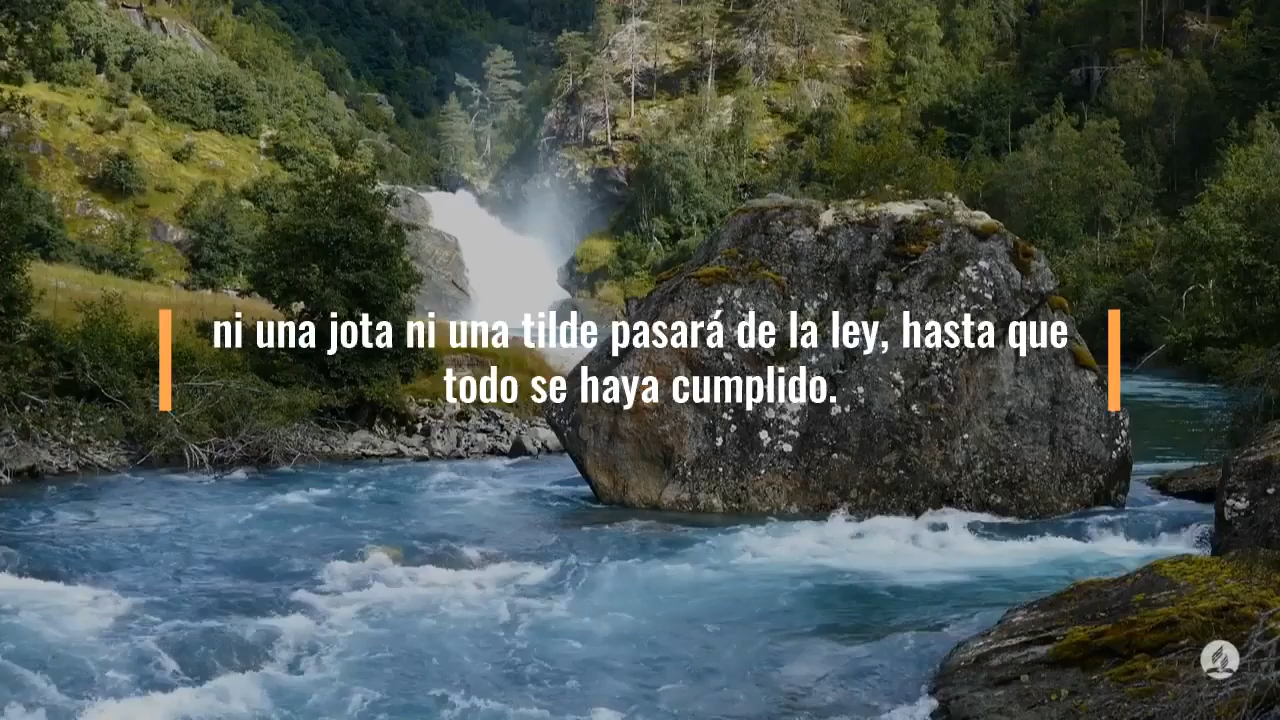 ni una jota ni una tilde pasará de la ley, hasta que
todo se haya cumplido.